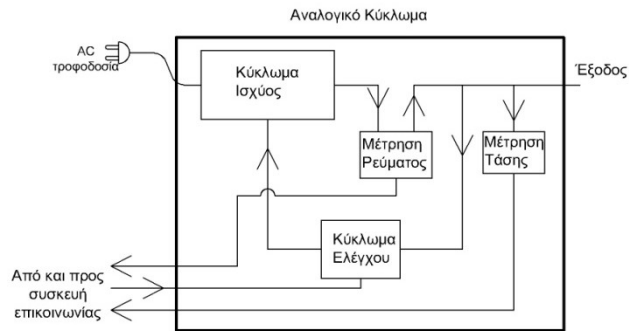 Αναλογικό Κύκλωμα
AC
τροφοδοσία
Κύκλωμα
Ισχύος
Έξοδος
Μέτρηση
Ρεύματος
Μέτρηση
Τάσης
Κύκλωμα
Ελέγχου
Από και προς
συσκευή
επικοινωνίας